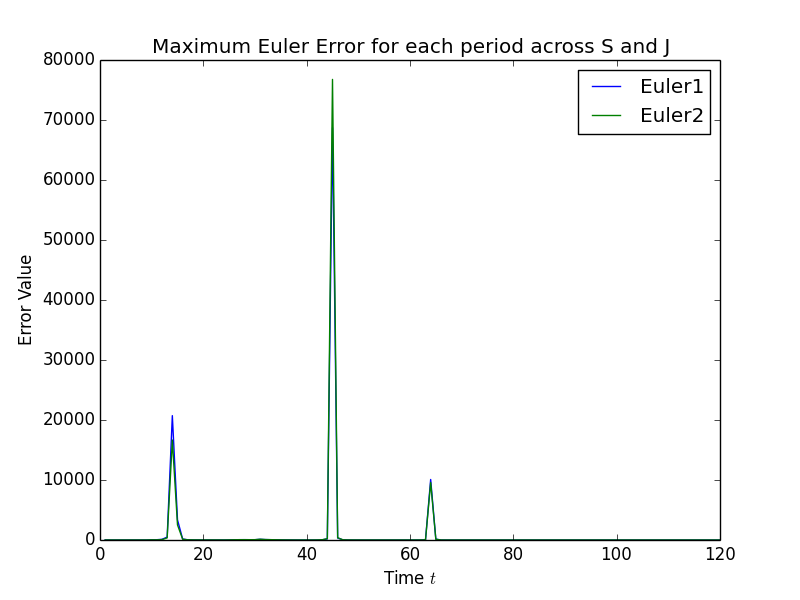 Maximum Euler Error for each period across S and J
Euler1
Euler2
80000
70000
60000
50000
40000
30000
20000
10000
0
Error Value
0 20 40 60 80 100 120
Time t